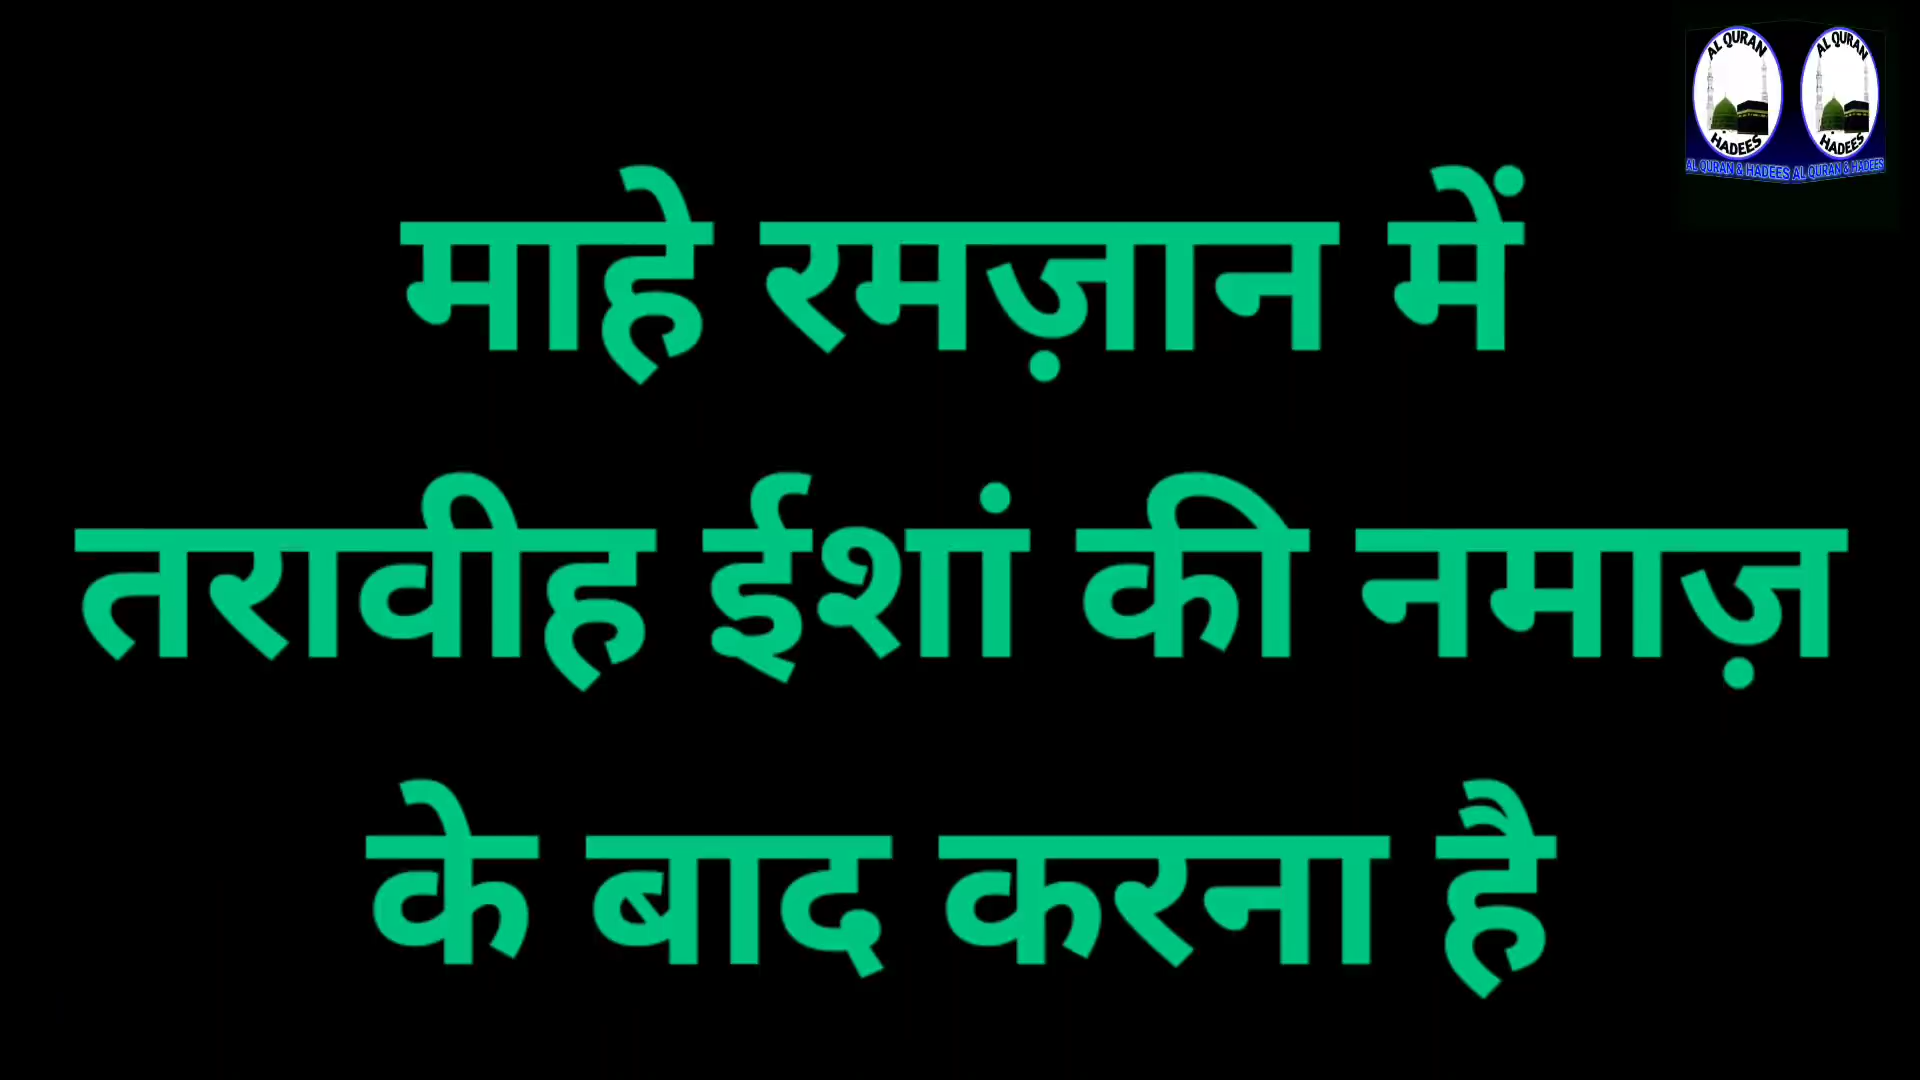 AL QURAN AL QURAN
HADEES HADEES
AL QURAN & HADEES AL QURAN & HADEES
माहे रमज़ान में
तरावीह ईशां की नमाज़
के बाद करना है